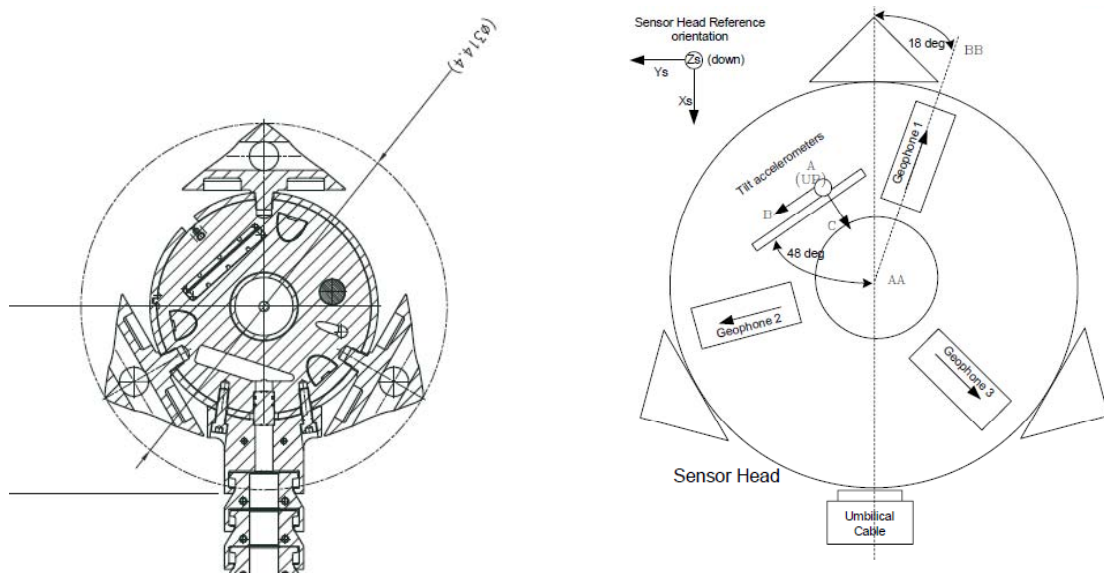 (ø314.4)
Sensor Head Reference
orientation
Zs (down)
Ys
Xs
18 deg
BB
Geophone 1
Tilt accelerometers
A
(UP)
B
C
48 deg
AA
Geophone 2
Geophone 3
Sensor Head
Umbilical
Cable